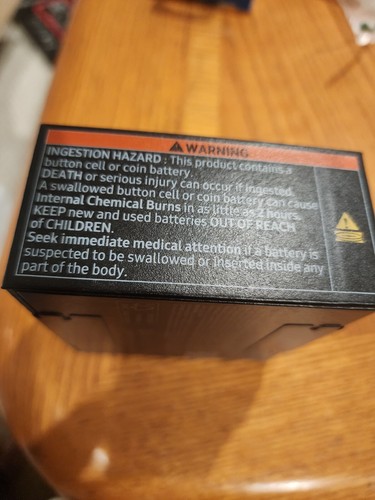 WARNING
INGESTION HAZARD : This product contains a
button cell or coin battery.
DEATH or serious injury can occur if ingested.
A swallowed button cell or coin battery can cause
Internal Chemical Burns in as little as 2 hours.
KEEP new and used batteries OUT OF REACH
of CHILDREN.
Seek immediate medical attention if a battery is
suspected to be swallowed or inserted inside any
part of the body.